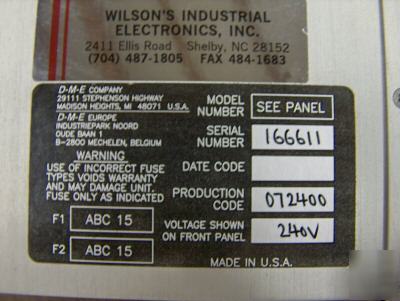 WILSON'S INDUSTRIAL
ELECTRONICS, INC.
2411 Ellis Road Shelby, NC 28152
(704) 487-1805 FAX 484-1683
D-M-E COMPANY
29111 STEPHENSON HIGHWAY
MADISON HEIGHTS, MI 48071 U.S.A.
D-M-E EUROPE
INDUSTRIEPARK NOORD
OUDE BAAN 1
B-2800 MECHELEN, BELGIUM
WARNING
USE OF INCORRECT FUSE
TYPES VOIDS WARRANTY
AND MAY DAMAGE UNIT.
FUSE ONLY AS INDICATED
F1 ABC 15
F2 ABC 15
MODEL
NUMBER SEE PANEL
SERIAL
NUMBER 166611
DATE CODE
PRODUCTION
CODE 072400
VOLTAGE SHOWN
ON FRONT PANEL 240V
MADE IN U.S.A.